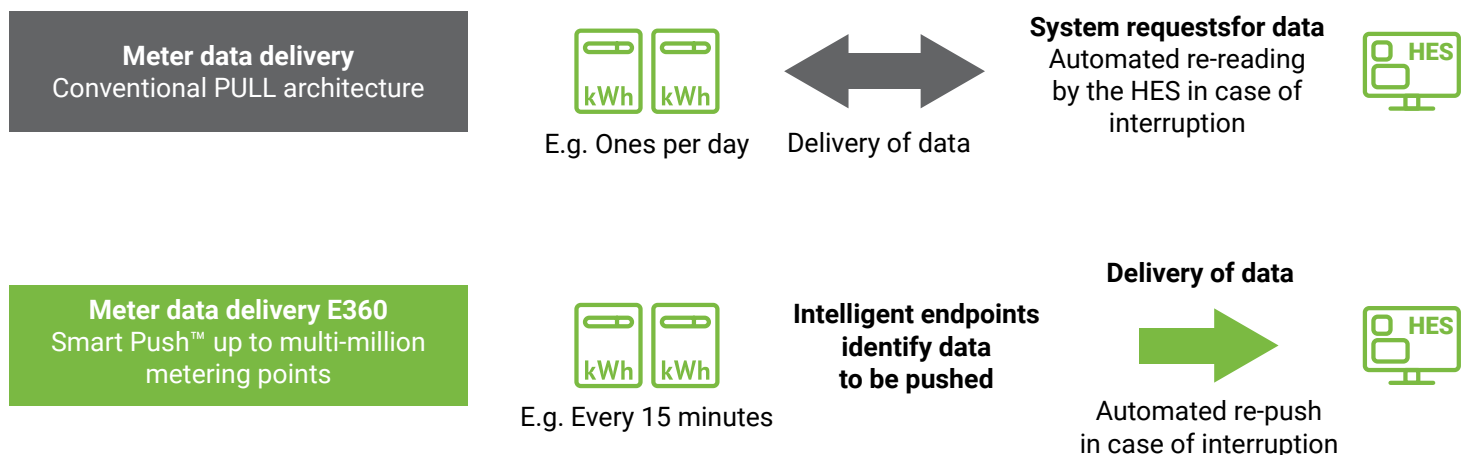 Meter data delivery
Conventional PULL architecture
kWh kWh
E.g. Ones per day
Delivery of data
System requestsfor data
Automated re-reading
by the HES in case of
interruption
HES
Meter data delivery E360
Smart Push™ up to multi-million
metering points
kWh kWh
E.g. Every 15 minutes
Intelligent endpoints
identify data
to be pushed
Delivery of data
Automated re-push
in case of interruption
HES